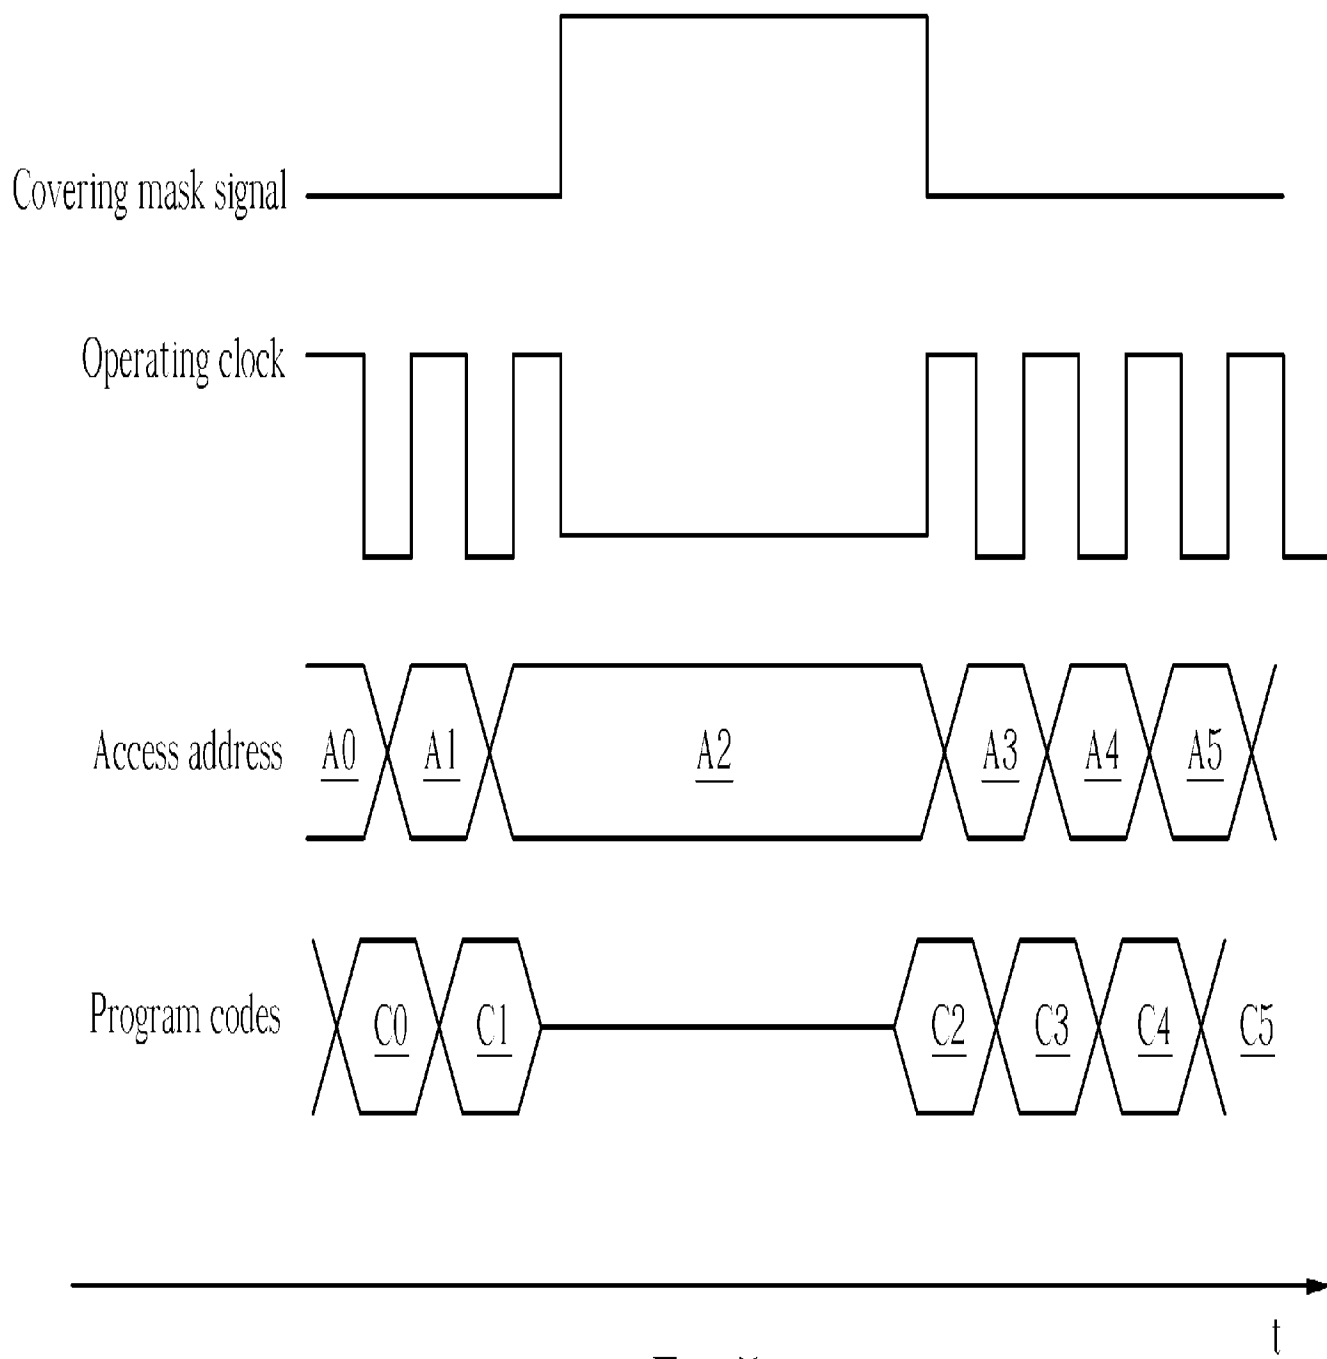 Covering mask signal
Operating clock
Access address A0 A1 A2 A3 A4 A5
Program codes C0 C1 C2 C3 C4 C5
t